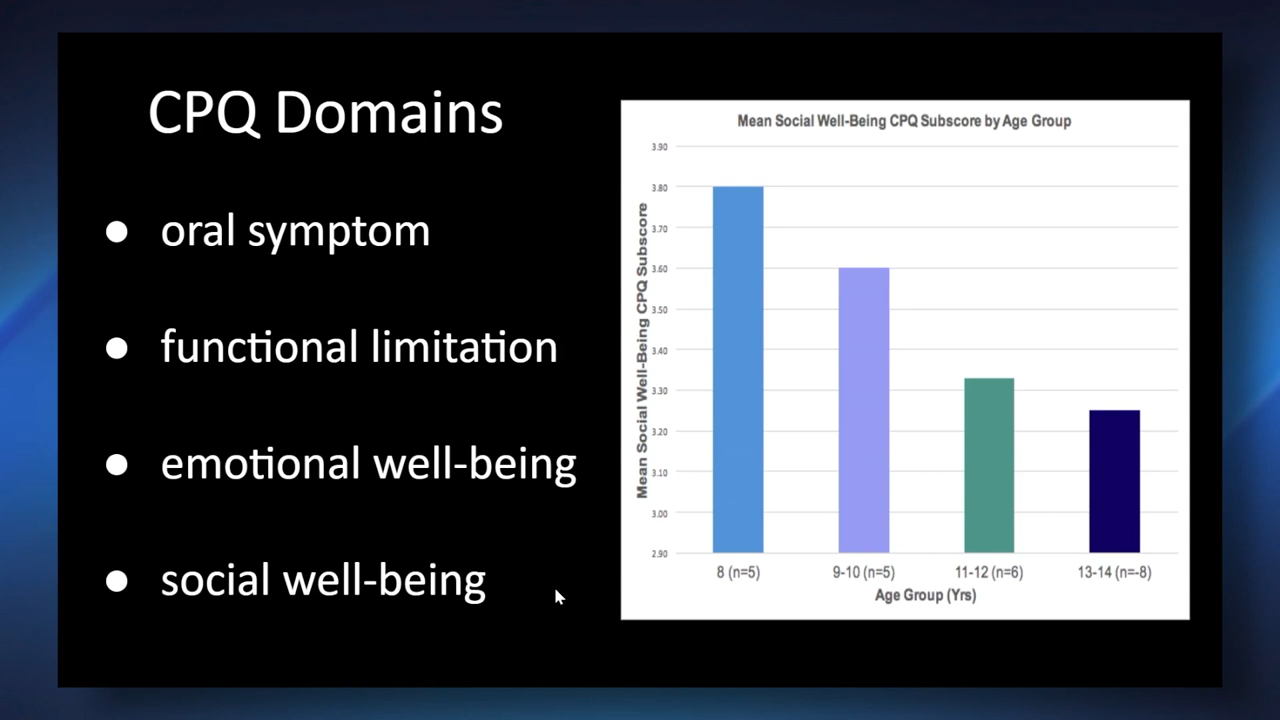 CPQ Domains
● oral symptom
● functional limitation
● emotional well-being
● social well-being
Mean Social Well-Being CPQ Subscore by Age Group
Mean Social Well-Being CPQ Subscore
3.90
3.80
3.70
3.60
3.50
3.40
3.30
3.20
3.10
3.00
2.90
8 (n=5) 9-10 (n=5) 11-12 (n=6) 13-14 (n=-8)
Age Group (Yrs)